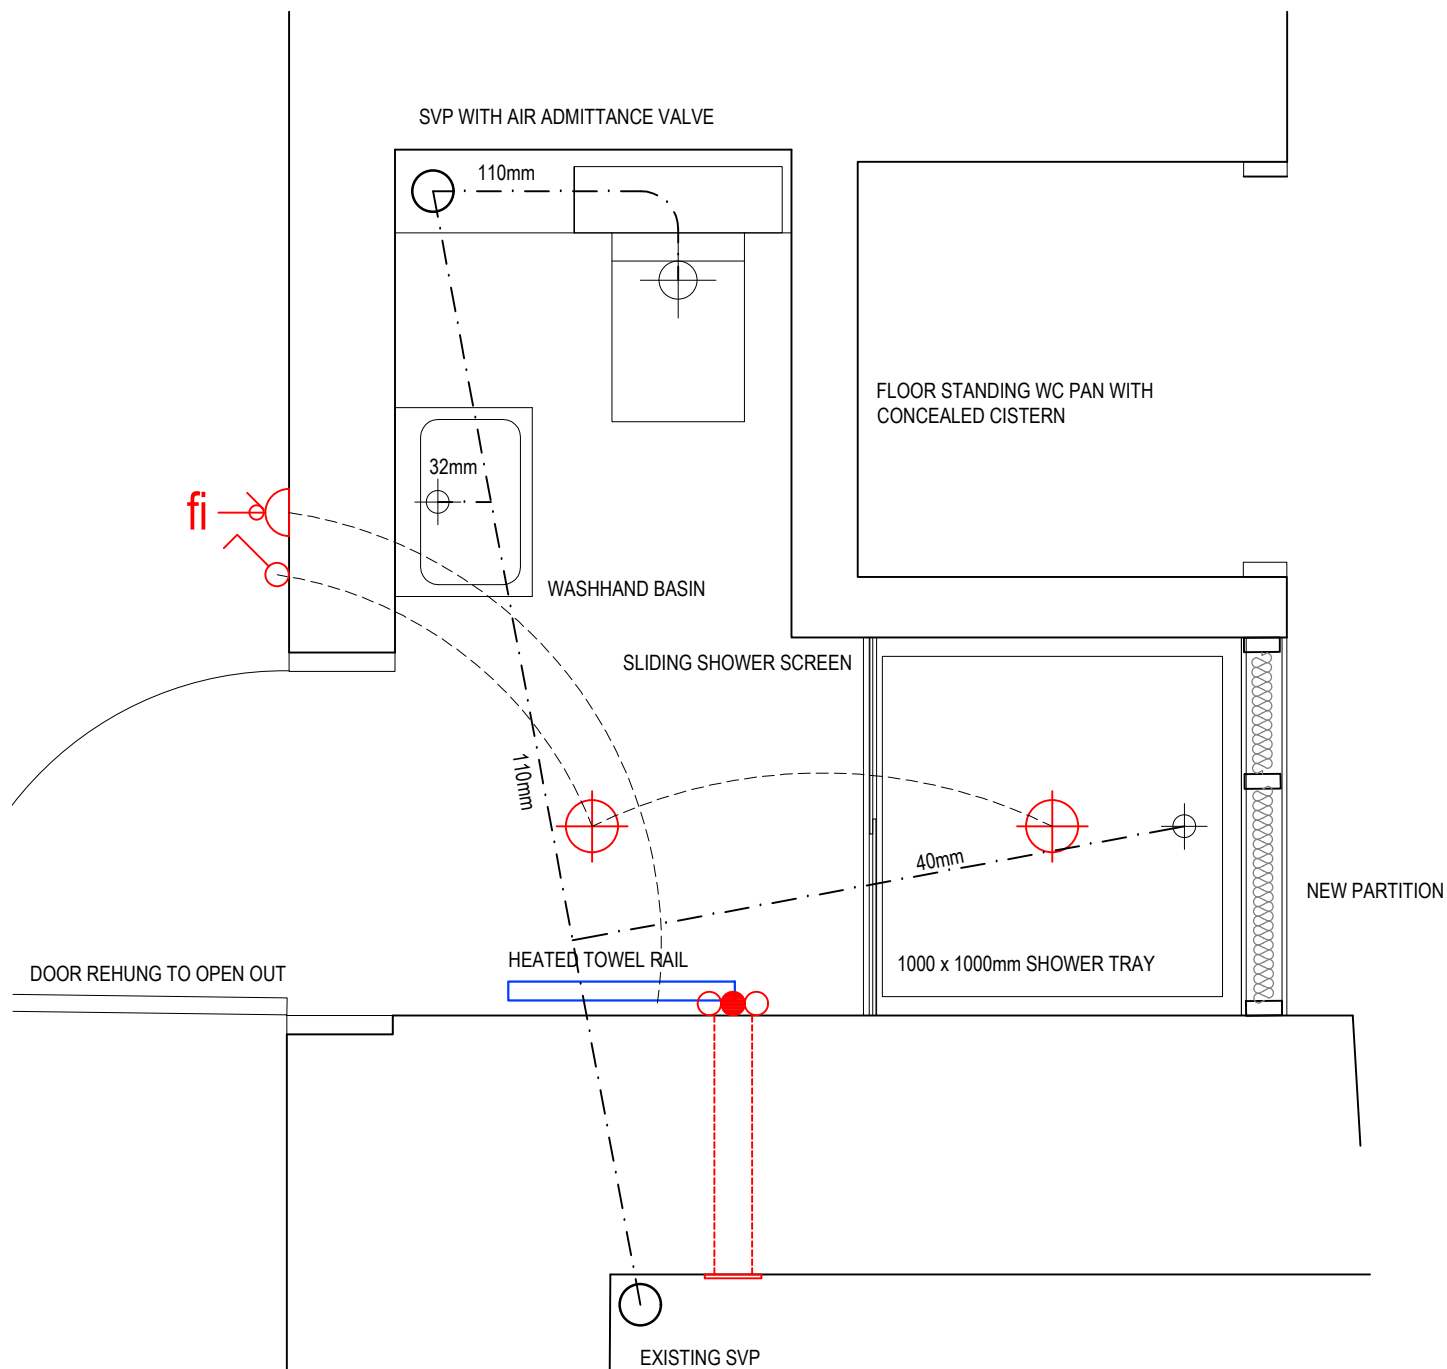 SVP WITH AIR ADMITTANCE VALVE
110mm
FLOOR STANDING WC PAN WITH
CONCEALED CISTERN
32mm
fi
WASHHAND BASIN
SLIDING SHOWER SCREEN
110mm
40mm
NEW PARTITION
HEATED TOWEL RAIL
1000 x 1000mm SHOWER TRAY
DOOR REHUNG TO OPEN OUT
EXISTING SVP